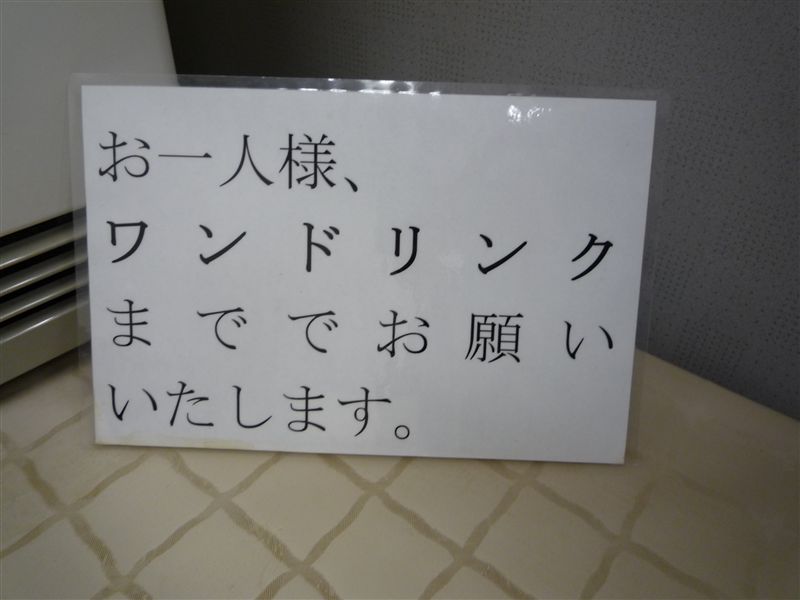 お一人様、
ワンドリンク
まででお願い
いたします。